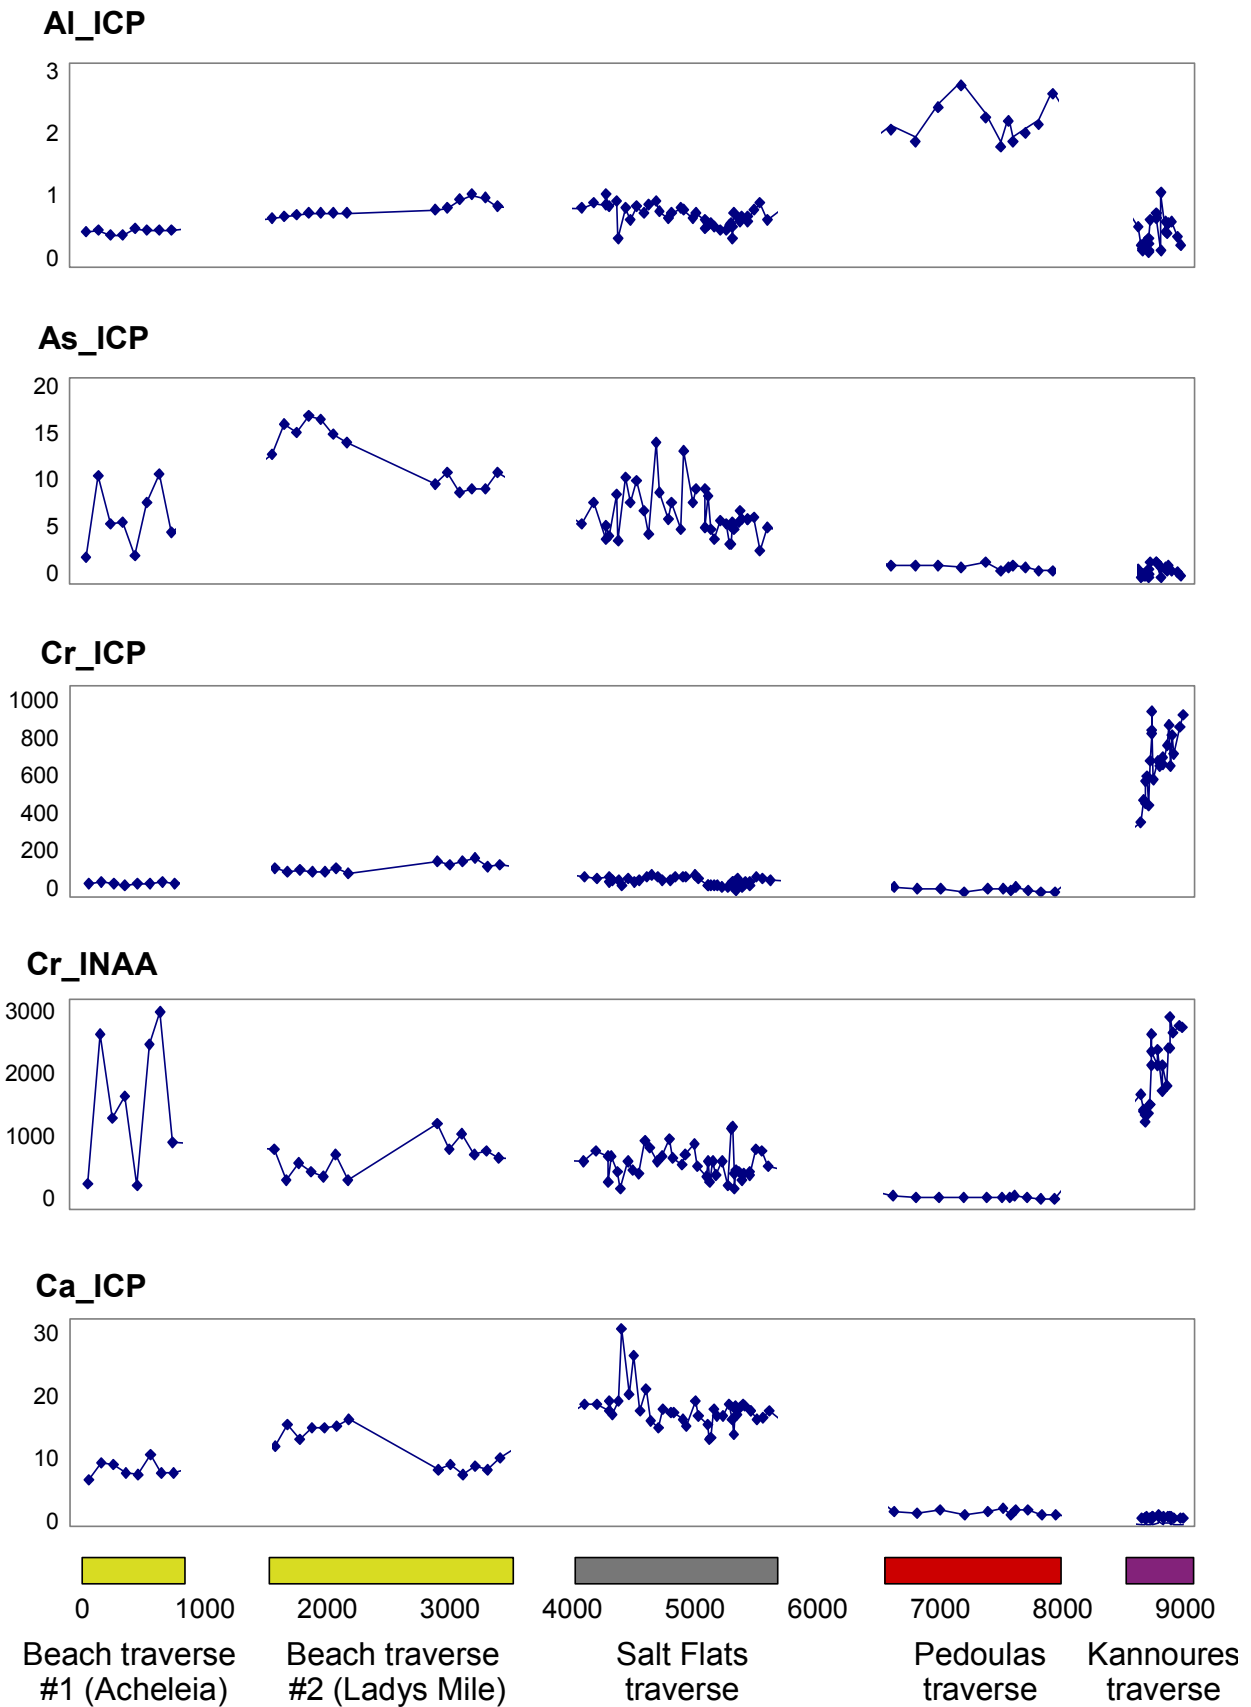 Al_ICP
3
2
1
0
As_ICP
20
15
10
5
0
Cr_ICP
1000
800
600
400
200
0
Cr_INAA
3000
2000
1000
0
Ca_ICP
30
20
10
0
0 1000 2000 3000 4000 5000 6000 7000 8000 9000
Beach traverse Beach traverse Salt Flats Pedoulas Kannoures
#1 (Acheleia) #2 (Ladys Mile) traverse traverse traverse